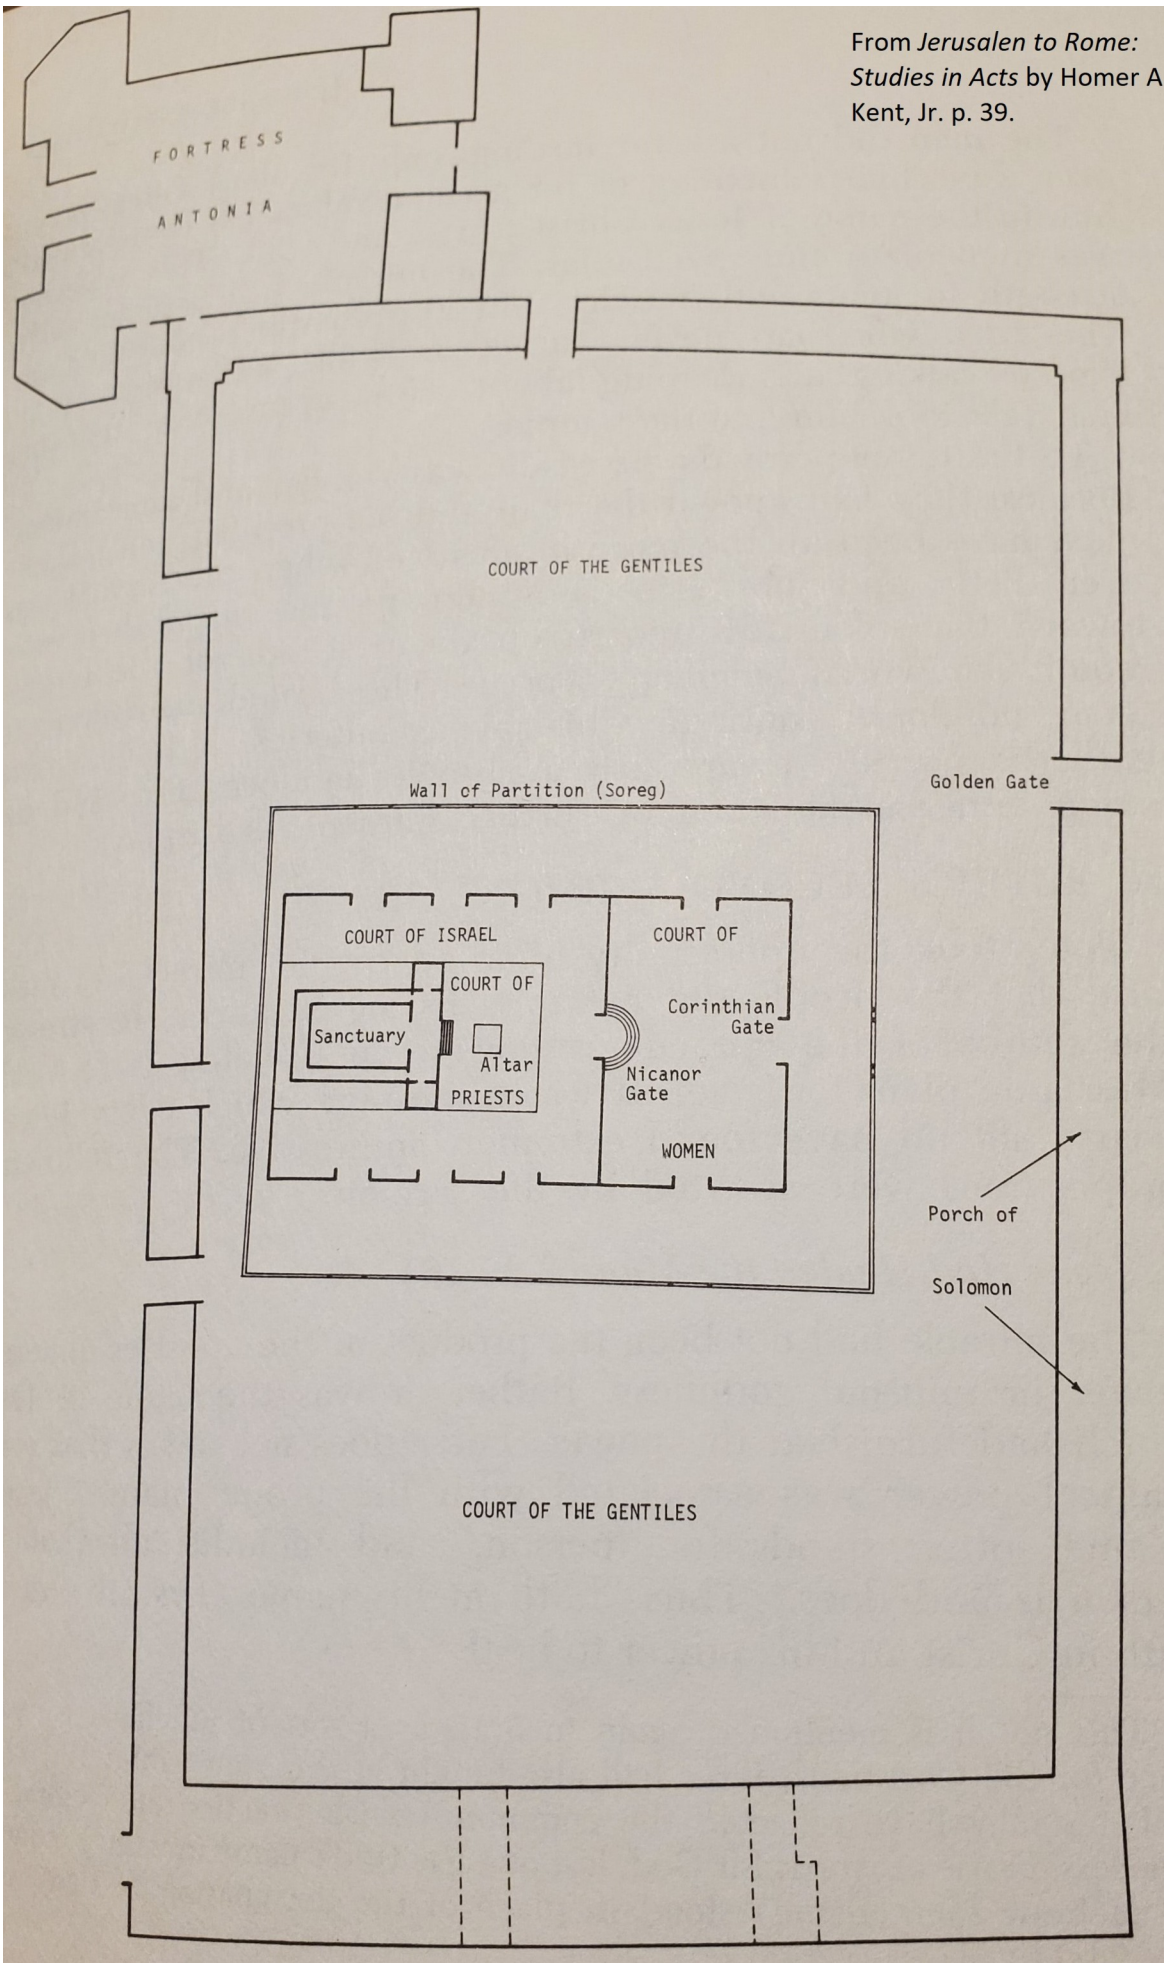 From Jerusalen to Rome:
Studies in Acts by Homer A
Kent, Jr. p. 39.
FORTRESS
ANTONIA
COURT OF THE GENTILES
Golden Gate
Wall of Partition (Soreg)
COURT OF ISRAEL
COURT OF
WOMEN
COURT OF
PRIESTS
Corinthian
Gate
Sanctuary
Altar
Nicanor
Gate
Porch of
Solomon
COURT OF THE GENTILES